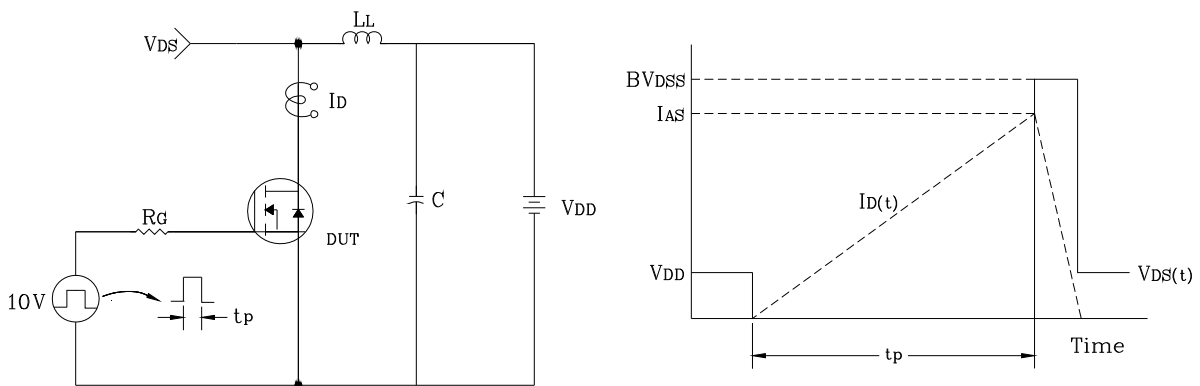 LL
VDS
ID
RG
C
VDD
DUT
10V
tp
BVDSS
IAS
ID(t)
VDD
VDS(t)
tp
Time